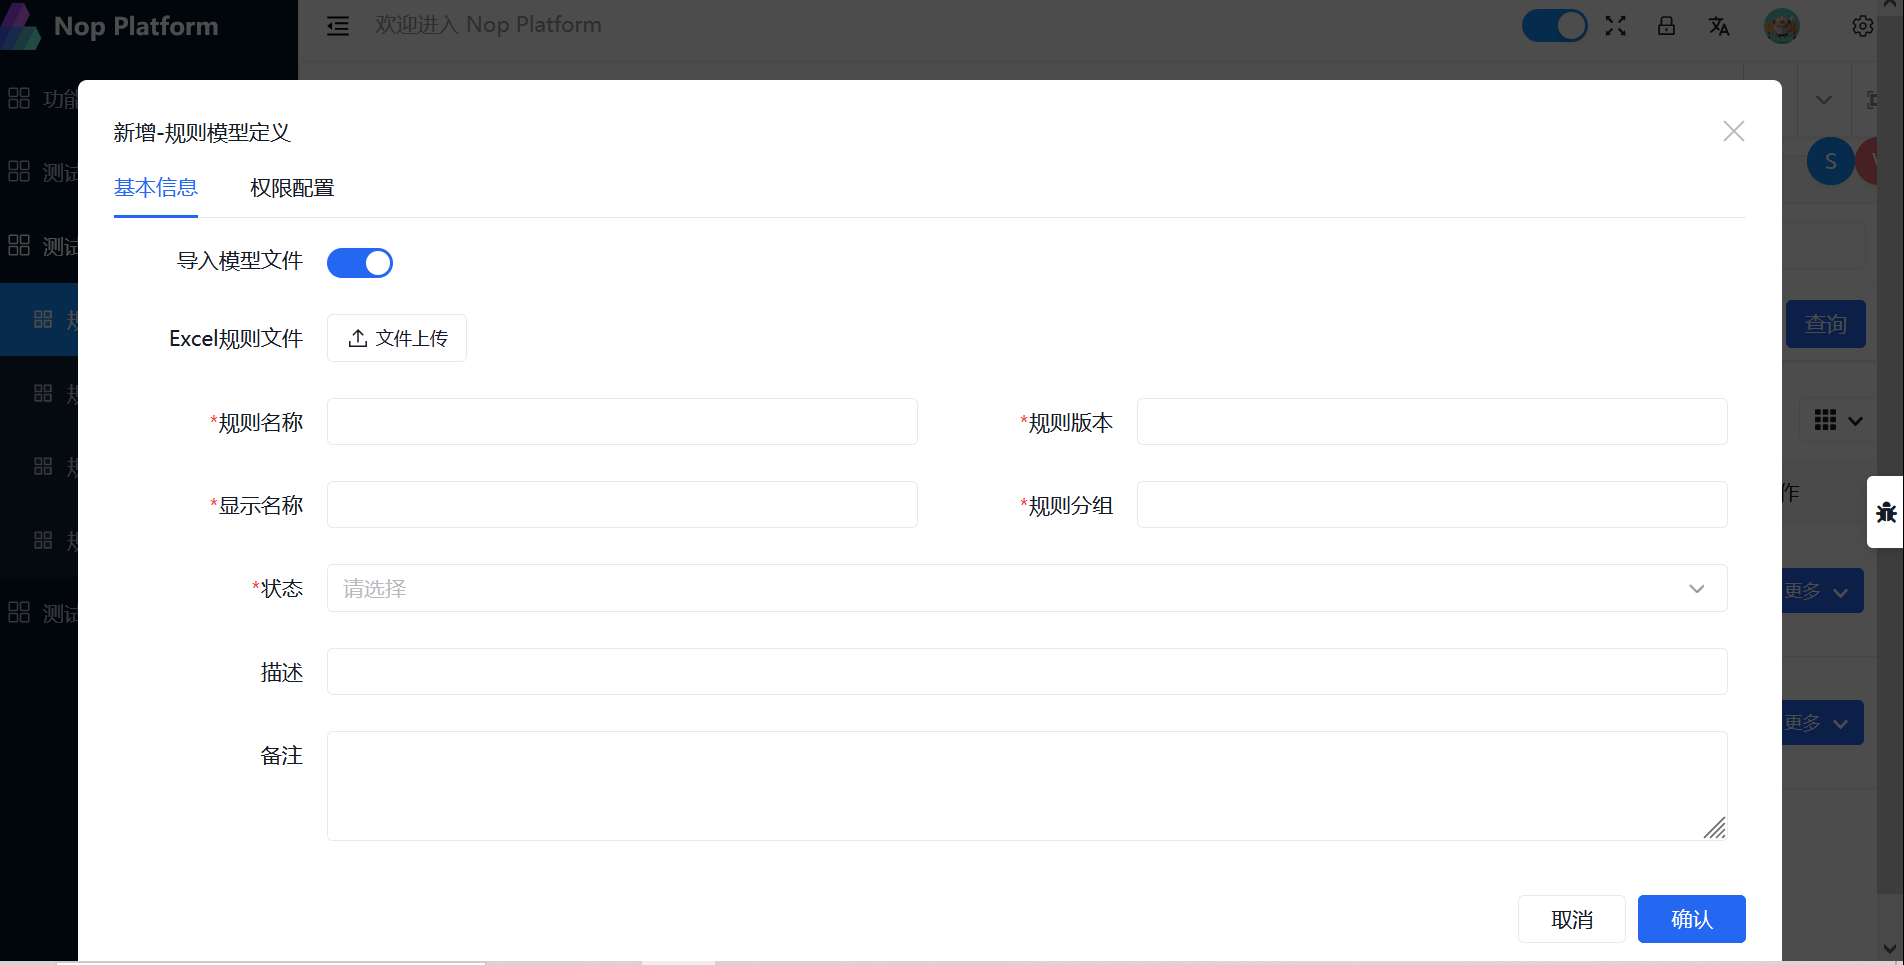 Nop Platform
欢迎进入 Nop Platform
功能
测试
测试
测试
S
查询
作
更多
更多
新增-规则模型定义
基本信息 权限配置
导入模型文件
Excel规则文件 文件上传
*规则名称 *规则版本
*显示名称 *规则分组
*状态 请选择
描述
备注
取消 确认